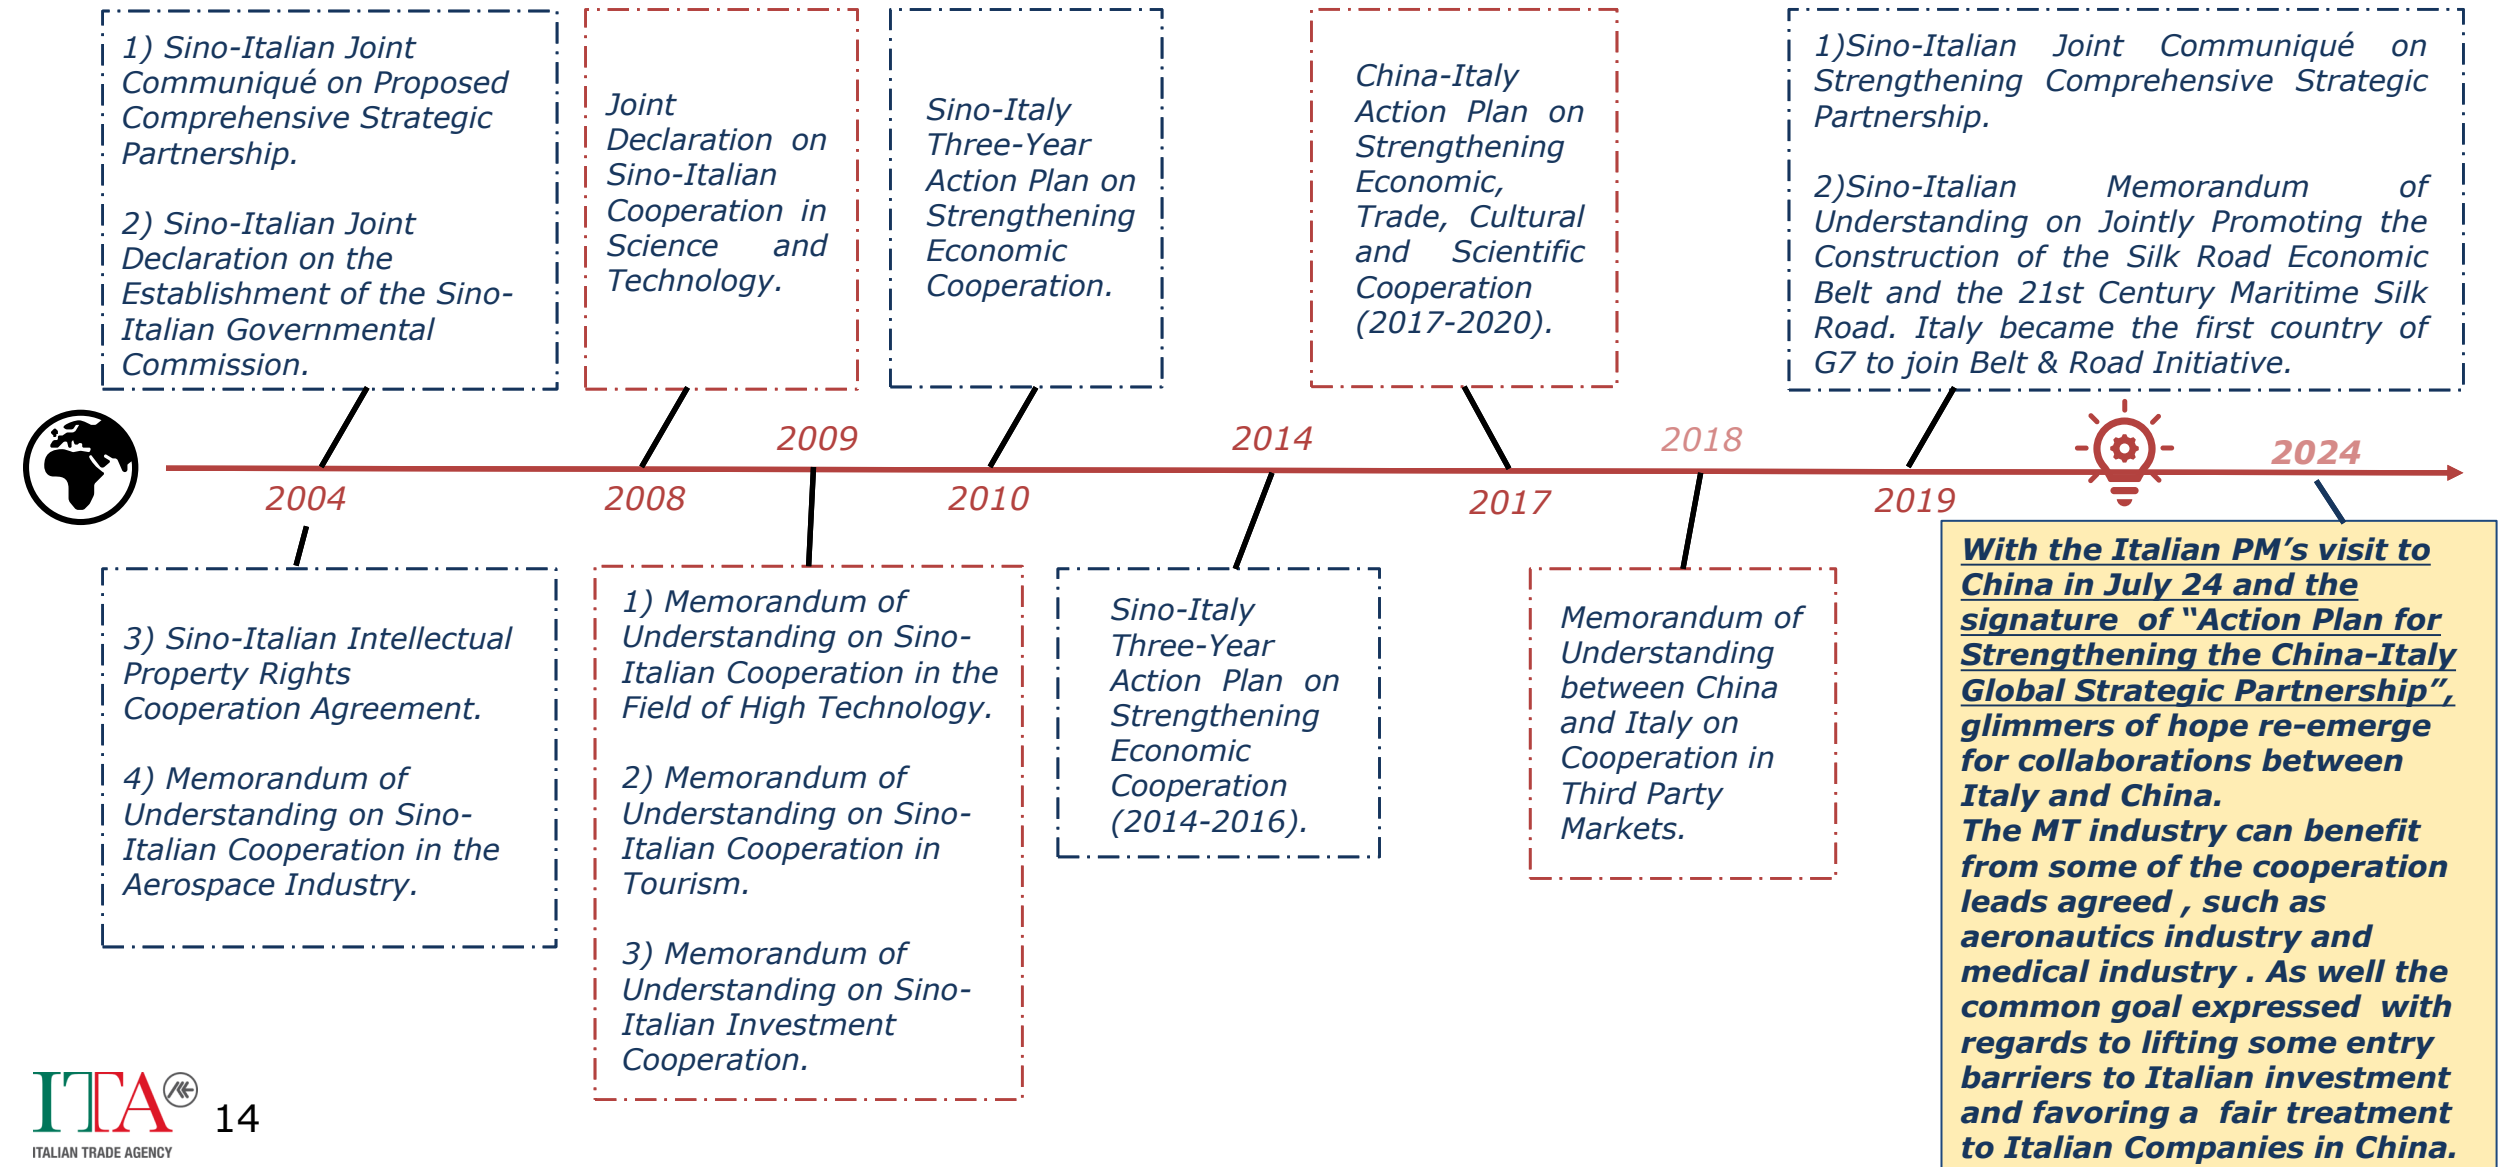 1) Sino-Italian Joint
Communiqué on Proposed
Comprehensive Strategic
Partnership.
2) Sino-Italian Joint
Declaration on the
Establishment of the Sino-
Italian Governmental
Commission.
Joint
Declaration on
Sino-Italian
Cooperation in
Science and
Technology.
Sino-Italy
Three-Year
Action Plan on
Strengthening
Economic
Cooperation.
China-Italy
Action Plan on
Strengthening
Economic,
Trade, Cultural
and Scientific
Cooperation
(2017-2020).
1)Sino-Italian Joint Communiqué on
Strengthening Comprehensive Strategic
Partnership.
2)Sino-Italian Memorandum of
Understanding on Jointly Promoting the
Construction of the Silk Road Economic
Belt and the 21st Century Maritime Silk
Road. Italy became the first country of
G7 to join Belt & Road Initiative.
2004
2008
2009
2010
2014
2017
2018
2019
2024
3) Sino-Italian Intellectual
Property Rights
Cooperation Agreement.
4) Memorandum of
Understanding on Sino-
Italian Cooperation in the
Aerospace Industry.
1) Memorandum of
Understanding on Sino-
Italian Cooperation in the
Field of High Technology.
2) Memorandum of
Understanding on Sino-
Italian Cooperation in
Tourism.
3) Memorandum of
Understanding on Sino-
Italian Investment
Cooperation.
Sino-Italy
Three-Year
Action Plan on
Strengthening
Economic
Cooperation
(2014-2016).
Memorandum of
Understanding
between China
and Italy on
Cooperation in
Third Party
Markets.
With the Italian PM’s visit to
China in July 24 and the
signature of “Action Plan for
Strengthening the China-Italy
Global Strategic Partnership”,
glimmers of hope re-emerge
for collaborations between
Italy and China.
The MT industry can benefit
from some of the cooperation
leads agreed , such as
aeronautics industry and
medical industry . As well the
common goal expressed with
regards to lifting some entry
barriers to Italian investment
and favoring a fair treatment
to Italian Companies in China.
ITA
ITALIAN TRADE AGENCY
14